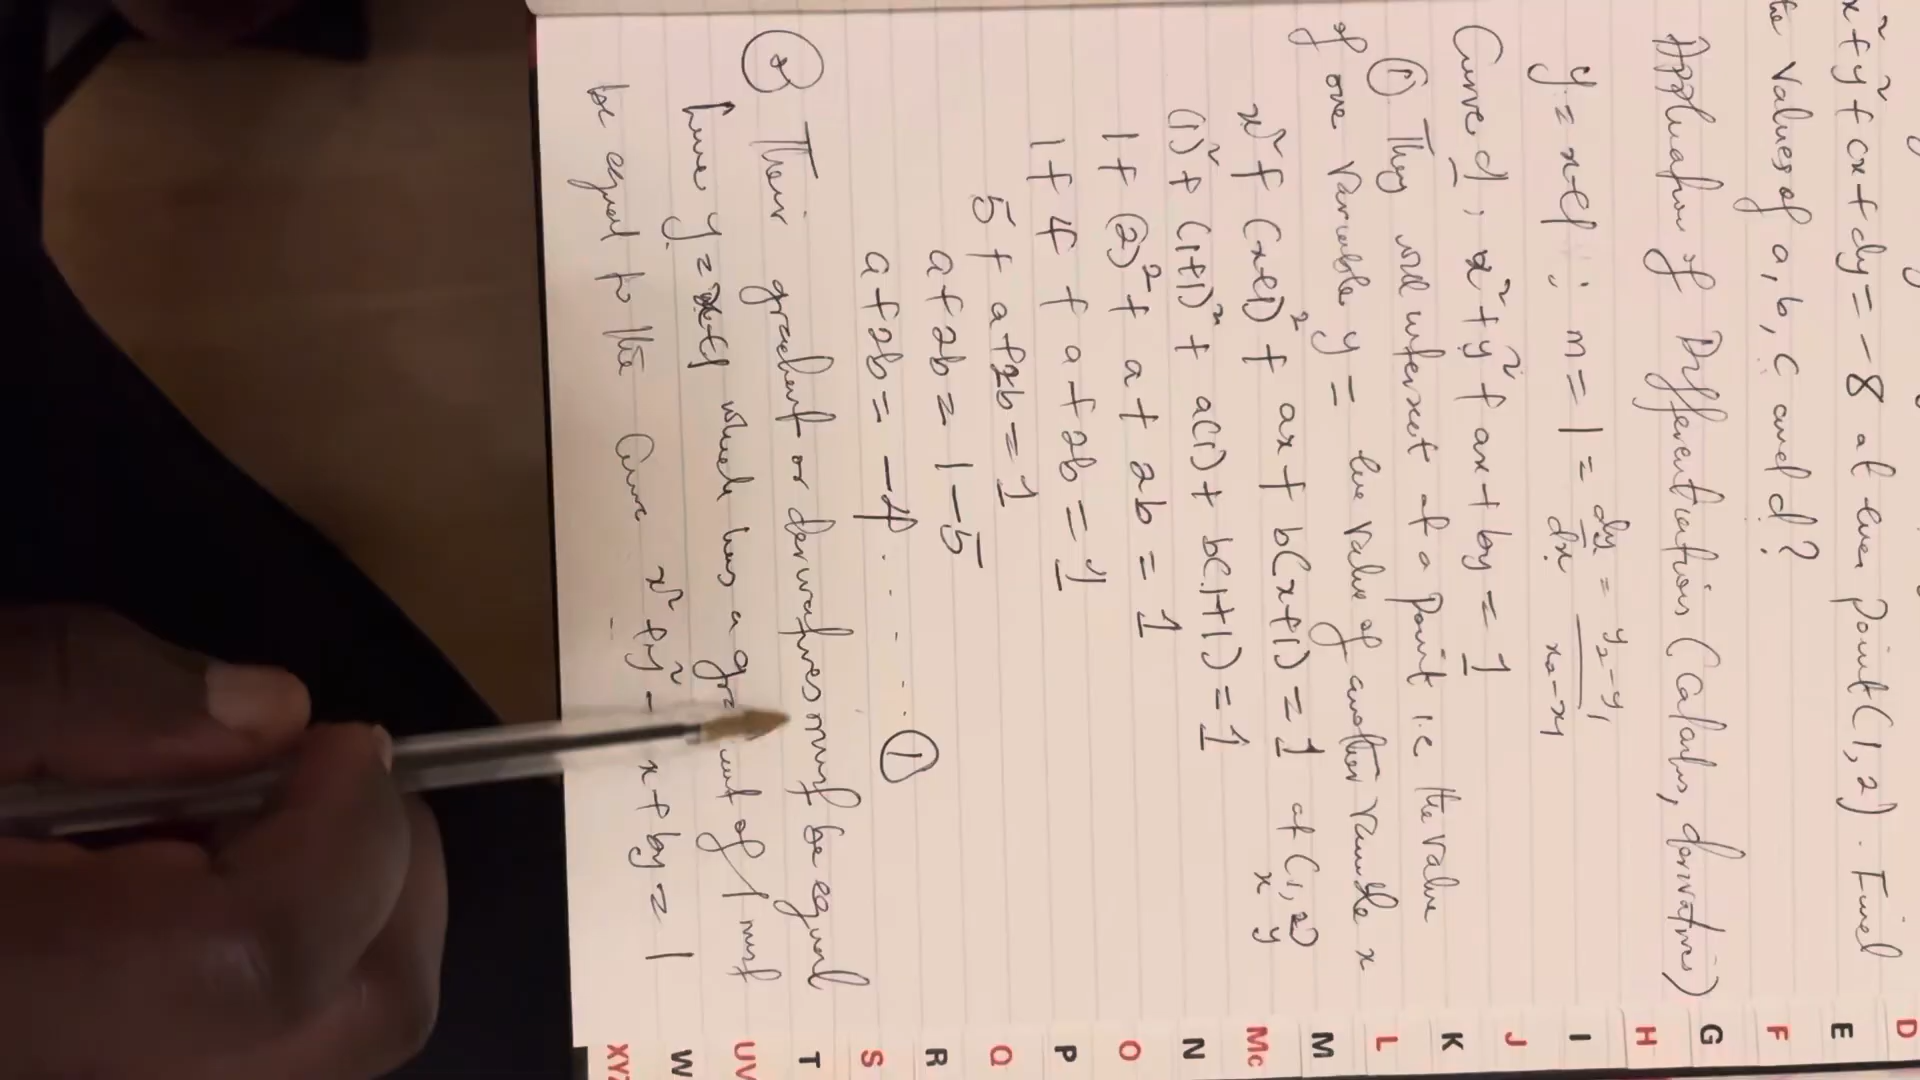 x² + y² + cx + dy = -8 at the point (1, 2). Find
the values of a, b, c and d?
Application of Differentiations (Calculus, derivatives)
y = x+1 ∴ m = 1 = dy/dx = y₂-y₁/x₂-x₁
Curve 1; x² + y² + ax + by = 1
① They will intersect at a point i.e the value
of one variable y = the value of another variable x
x² + (x+1)² + ax + b(x+1) = 1 at (1, 2)
x y
(1)² + (1+1)² + a(1) + b(1+1) = 1
1 + (2)² + a + 2b = 1
1 + 4 + a + 2b = 1
5 + a + 2b = 1
a + 2b = 1 - 5
a + 2b = -4 ........ ①
② Their gradient or derivatives must be equal
line y = x+1 which has a of 1 must
be equal to the Curve x² + y² x + by = 1
D
E
F
G
H
I
J
K
L
M
Mc
N
O
P
Q
R
S
T
UV
W
XYZ